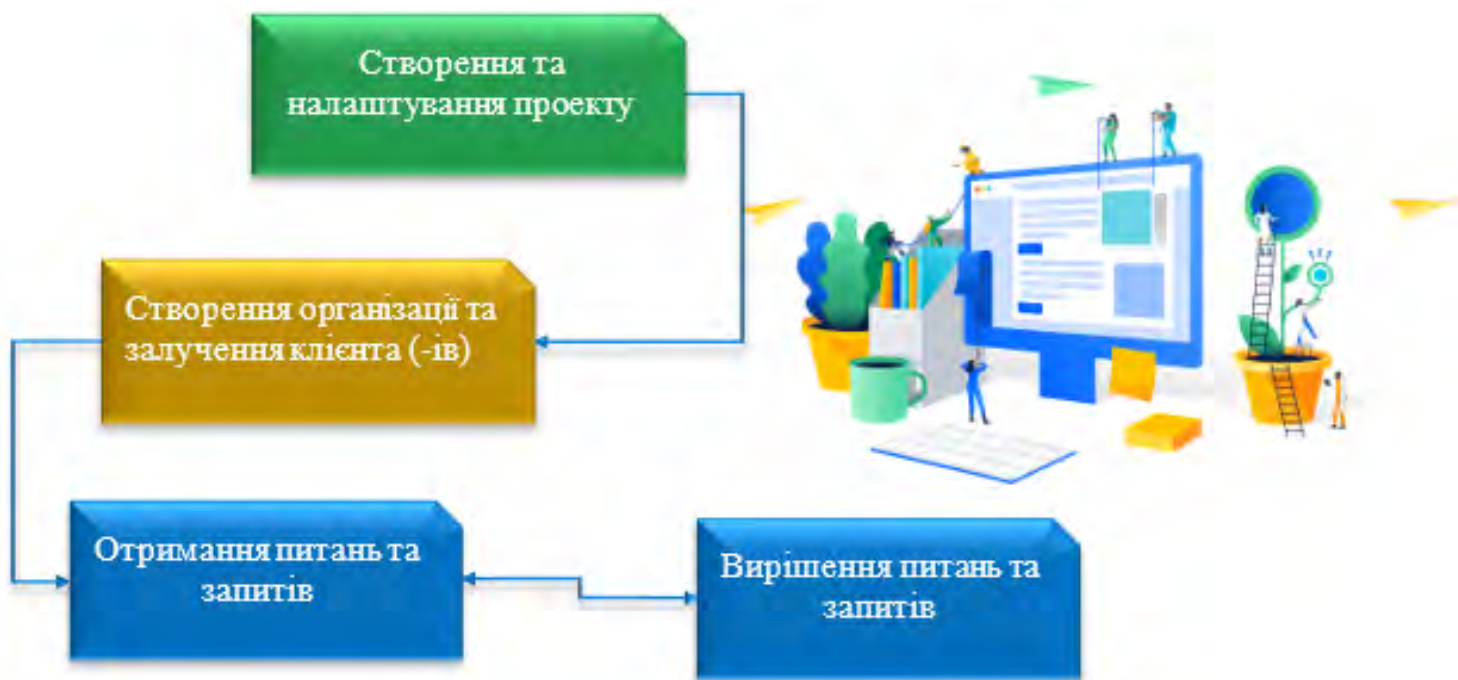 Створення та
налаштування проекту
Створення організації та
залучення клієнта (-ів)
Отримання питань та
запитів
Вирішення питань та
запитів